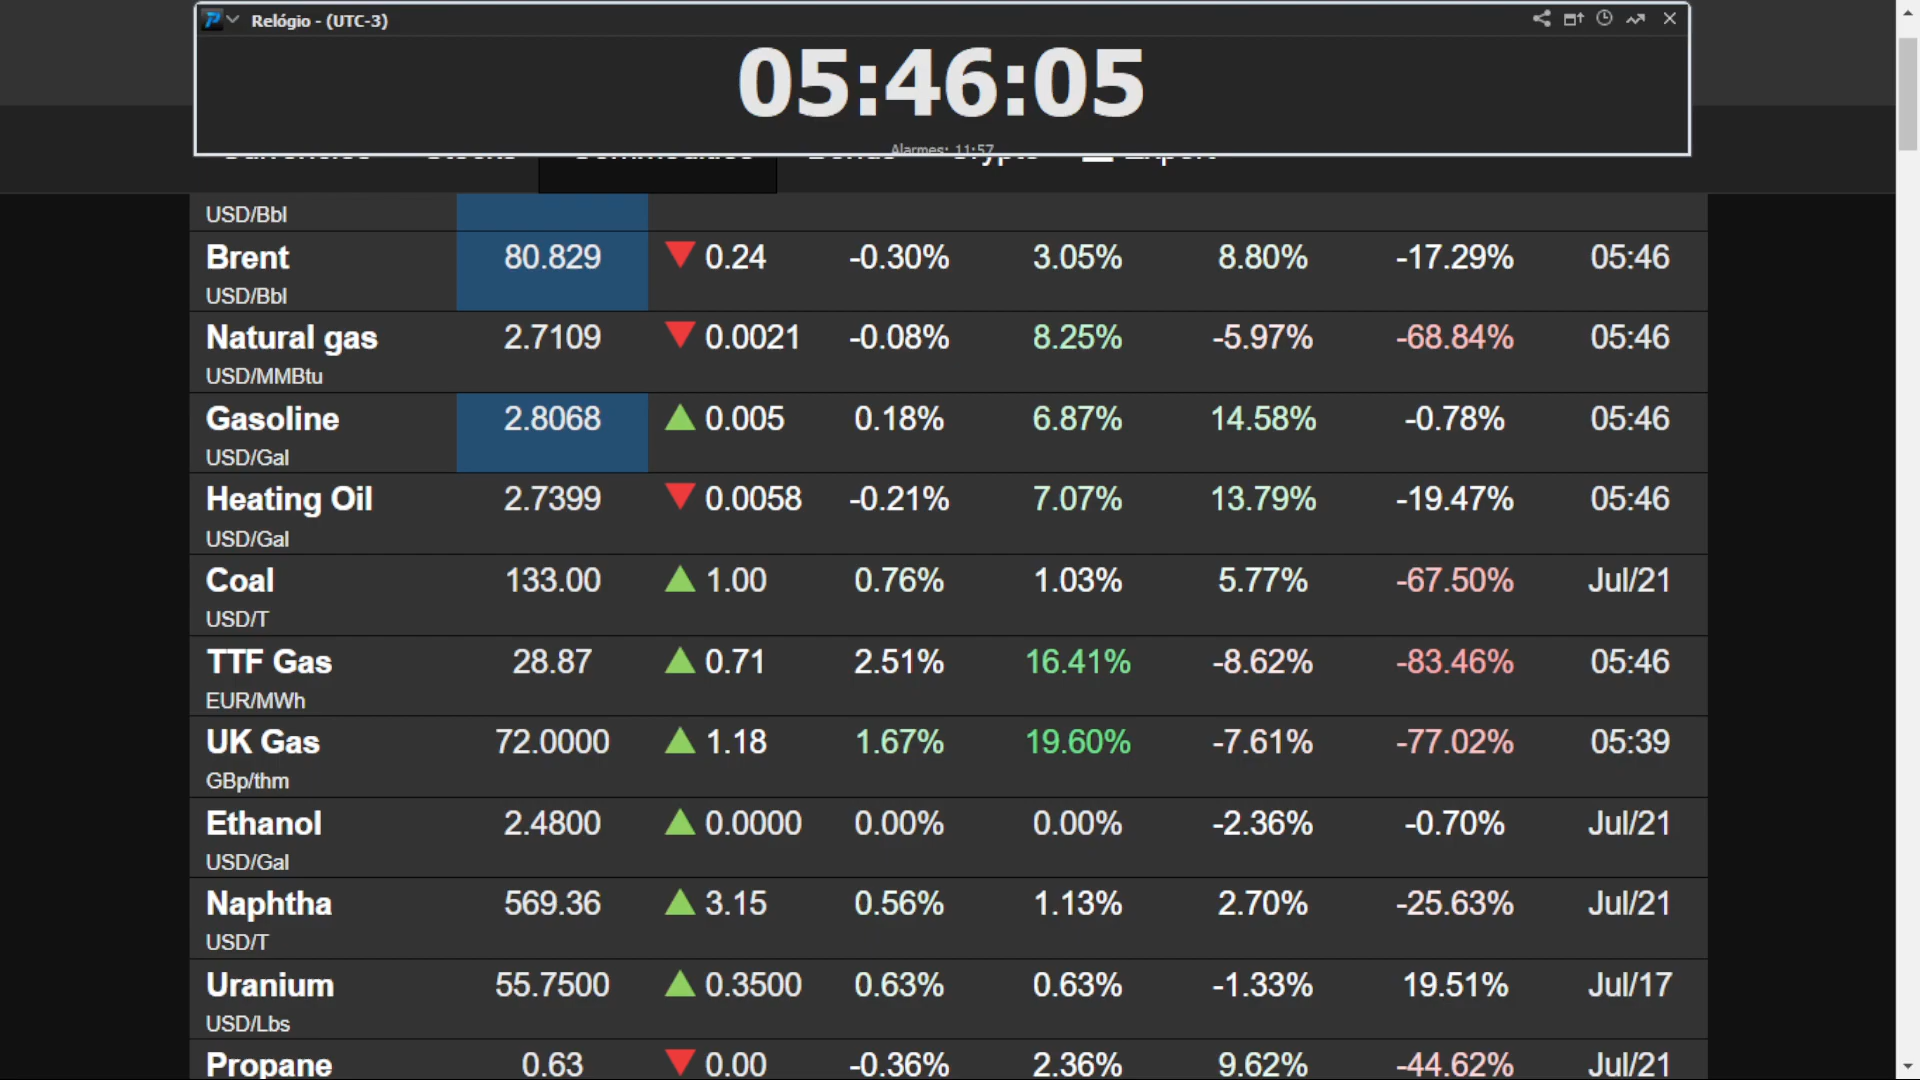 Relógio - (UTC-3)
05:46:05
Alarmes: 11:57
Currencies Stocks Commodities Bonds Crypto Export
USD/Bbl
Brent 80.829 0.24 -0.30% 3.05% 8.80% -17.29% 05:46
USD/Bbl
Natural gas 2.7109 0.0021 -0.08% 8.25% -5.97% -68.84% 05:46
USD/MMBtu
Gasoline 2.8068 0.005 0.18% 6.87% 14.58% -0.78% 05:46
USD/Gal
Heating Oil 2.7399 0.0058 -0.21% 7.07% 13.79% -19.47% 05:46
USD/Gal
Coal 133.00 1.00 0.76% 1.03% 5.77% -67.50% Jul/21
USD/T
TTF Gas 28.87 0.71 2.51% 16.41% -8.62% -83.46% 05:46
EUR/MWh
UK Gas 72.0000 1.18 1.67% 19.60% -7.61% -77.02% 05:39
GBp/thm
Ethanol 2.4800 0.0000 0.00% 0.00% -2.36% -0.70% Jul/21
USD/Gal
Naphtha 569.36 3.15 0.56% 1.13% 2.70% -25.63% Jul/21
USD/T
Uranium 55.7500 0.3500 0.63% 0.63% -1.33% 19.51% Jul/17
USD/Lbs
Propane 0.63 0.00 -0.36% 2.36% 9.62% -44.62% Jul/21